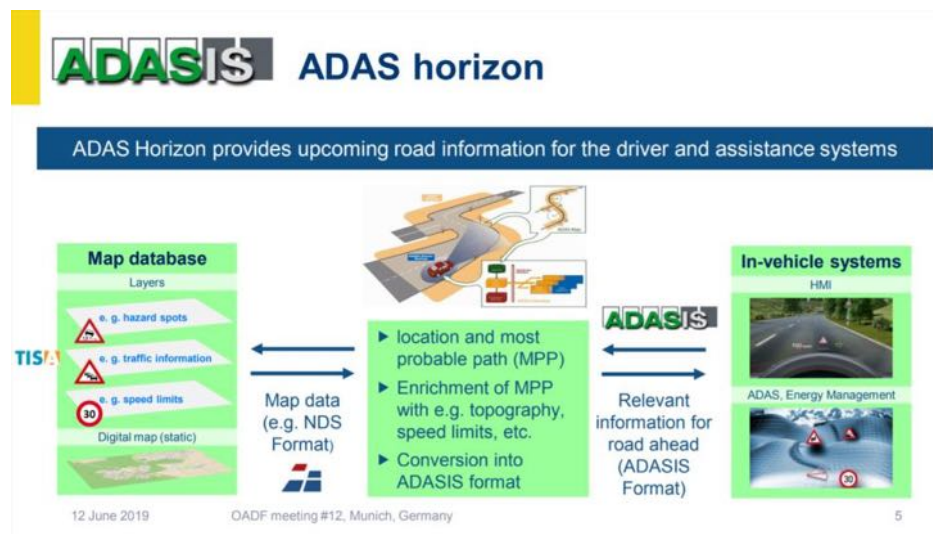 ADASIS
ADAS horizon
ADAS Horizon provides upcoming road information for the driver and assistance systems
Map database
Layers
e. g. hazard spots
TISA
e. g. traffic information
e. g. speed limits
30
Digital map (static)
Map data
(e.g. NDS
Format)
▶ location and most
probable path (MPP)
▶ Enrichment of MPP
with e.g. topography,
speed limits, etc.
▶ Conversion into
ADASIS format
ADASIS
Relevant
information for
road ahead
(ADASIS
Format)
In-vehicle systems
HMI
ADAS, Energy Management
30
12 June 2019
OADF meeting #12, Munich, Germany
5